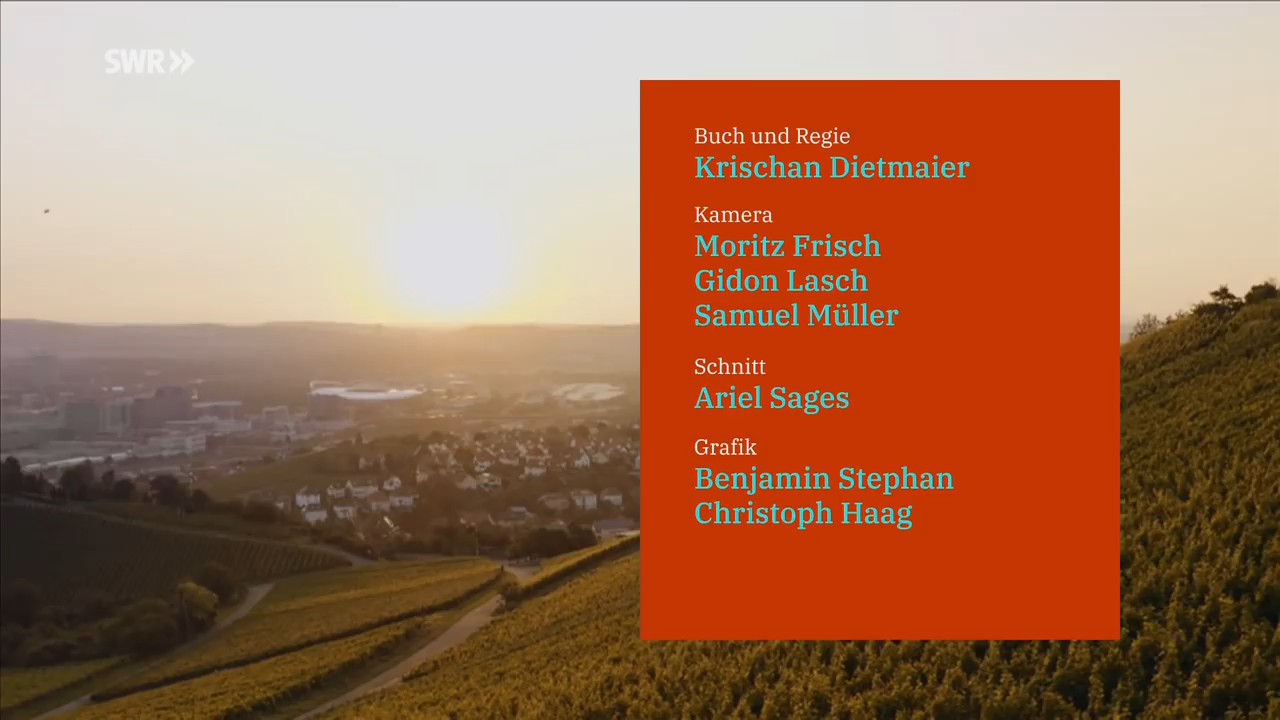 SWR
Buch und Regie
Krischan Dietmaier
Kamera
Moritz Frisch
Gidon Lasch
Samuel Müller
Schnitt
Ariel Sages
Grafik
Benjamin Stephan
Christoph Haag